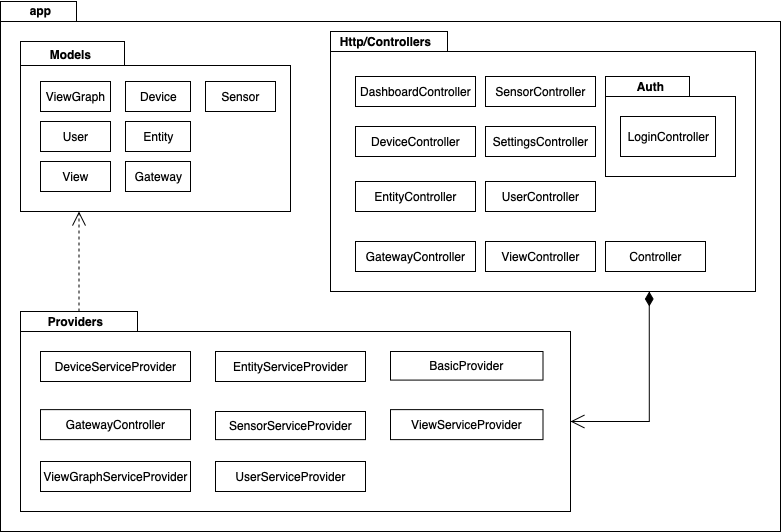 app
Models
ViewGraph
Device
Sensor
User
Entity
View
Gateway
Http/Controllers
DashboardController
SensorController
Auth
LoginController
DeviceController
SettingsController
EntityController
UserController
GatewayController
ViewController
Controller
Providers
DeviceServiceProvider
EntityServiceProvider
BasicProvider
GatewayController
SensorServiceProvider
ViewServiceProvider
ViewGraphServiceProvider
UserServiceProvider